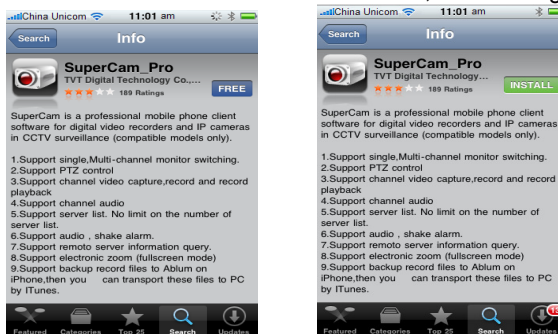 China Unicom 11:01 am
Search Info
SuperCam_Pro
TVT Digital Technology Co.,...
189 Ratings
FREE
SuperCam is a professional mobile phone client
software for digital video recorders and IP cameras
in CCTV surveillance (compatible models only).
1.Support single,Multi-channel monitor switching.
2.Support PTZ control
3.Support channel video capture,record and record
playback
4.Support channel audio
5.Support server list. No limit on the number of
server list.
6.Support audio , shake alarm.
7.Support remoto server information query.
8.Support electronic zoom (fullscreen mode)
9.Support backup record files to Ablum on
iPhone,then you can transport these files to PC
by ITunes.
Featured Categories Top 25 Search Updates
China Unicom 11:01 am
Search Info
SuperCam_Pro
TVT Digital Technology...
189 Ratings
INSTALL
SuperCam is a professional mobile phone client
software for digital video recorders and IP cameras
in CCTV surveillance (compatible models only).
1.Support single,Multi-channel monitor switching.
2.Support PTZ control
3.Support channel video capture,record and record
playback
4.Support channel audio
5.Support server list. No limit on the number of
server list.
6.Support audio , shake alarm.
7.Support remoto server information query.
8.Support electronic zoom (fullscreen mode)
9.Support backup record files to Ablum on
iPhone,then you can transport these files to PC
by ITunes.
Featured Categories Top 25 Search Updates